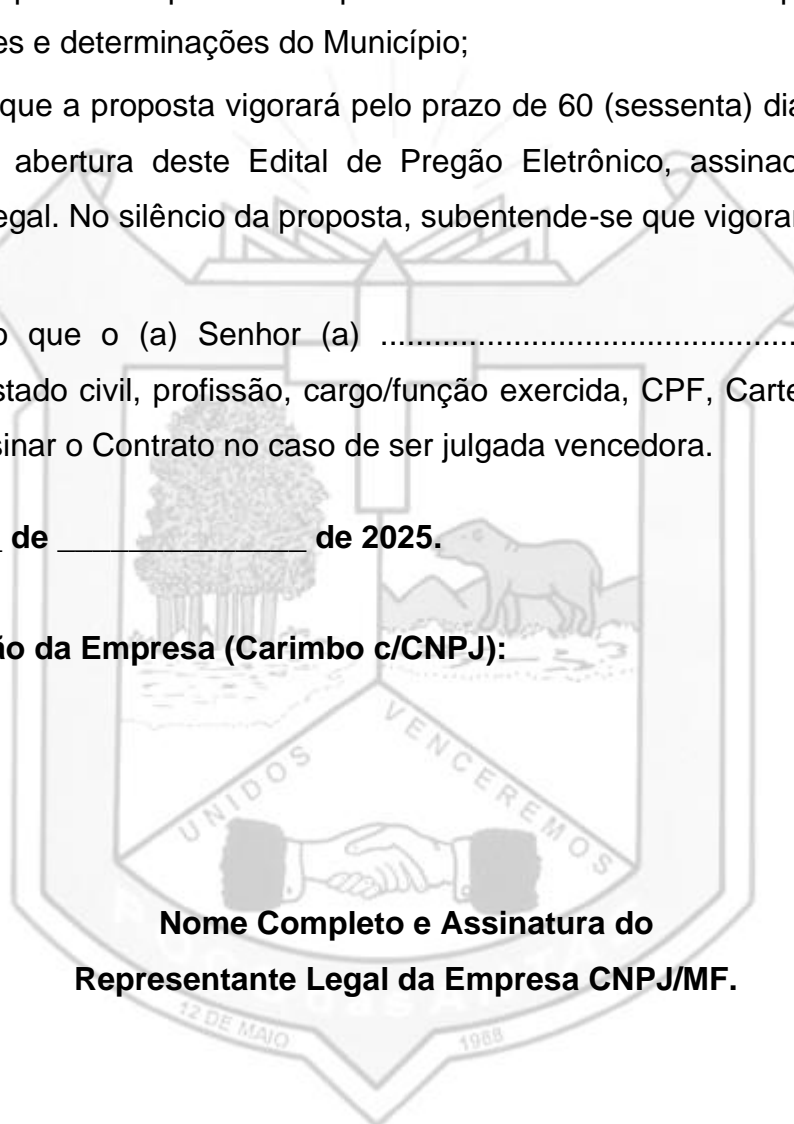 es e determinações do Município;
que a proposta vigorará pelo prazo de 60 (sessenta) dia
abertura deste Edital de Pregão Eletrônico, assinad
egal. No silêncio da proposta, subentende-se que vigorar
o que o (a) Senhor (a) ................................................
stado civil, profissão, cargo/função exercida, CPF, Carte
sinar o Contrato no caso de ser julgada vencedora.
_ de ______________ de 2025.
ão da Empresa (Carimbo c/CNPJ):
UNIDOS VENCEREMOS
Nome Completo e Assinatura do
Representante Legal da Empresa CNPJ/MF.
12 DE MAIO 1988